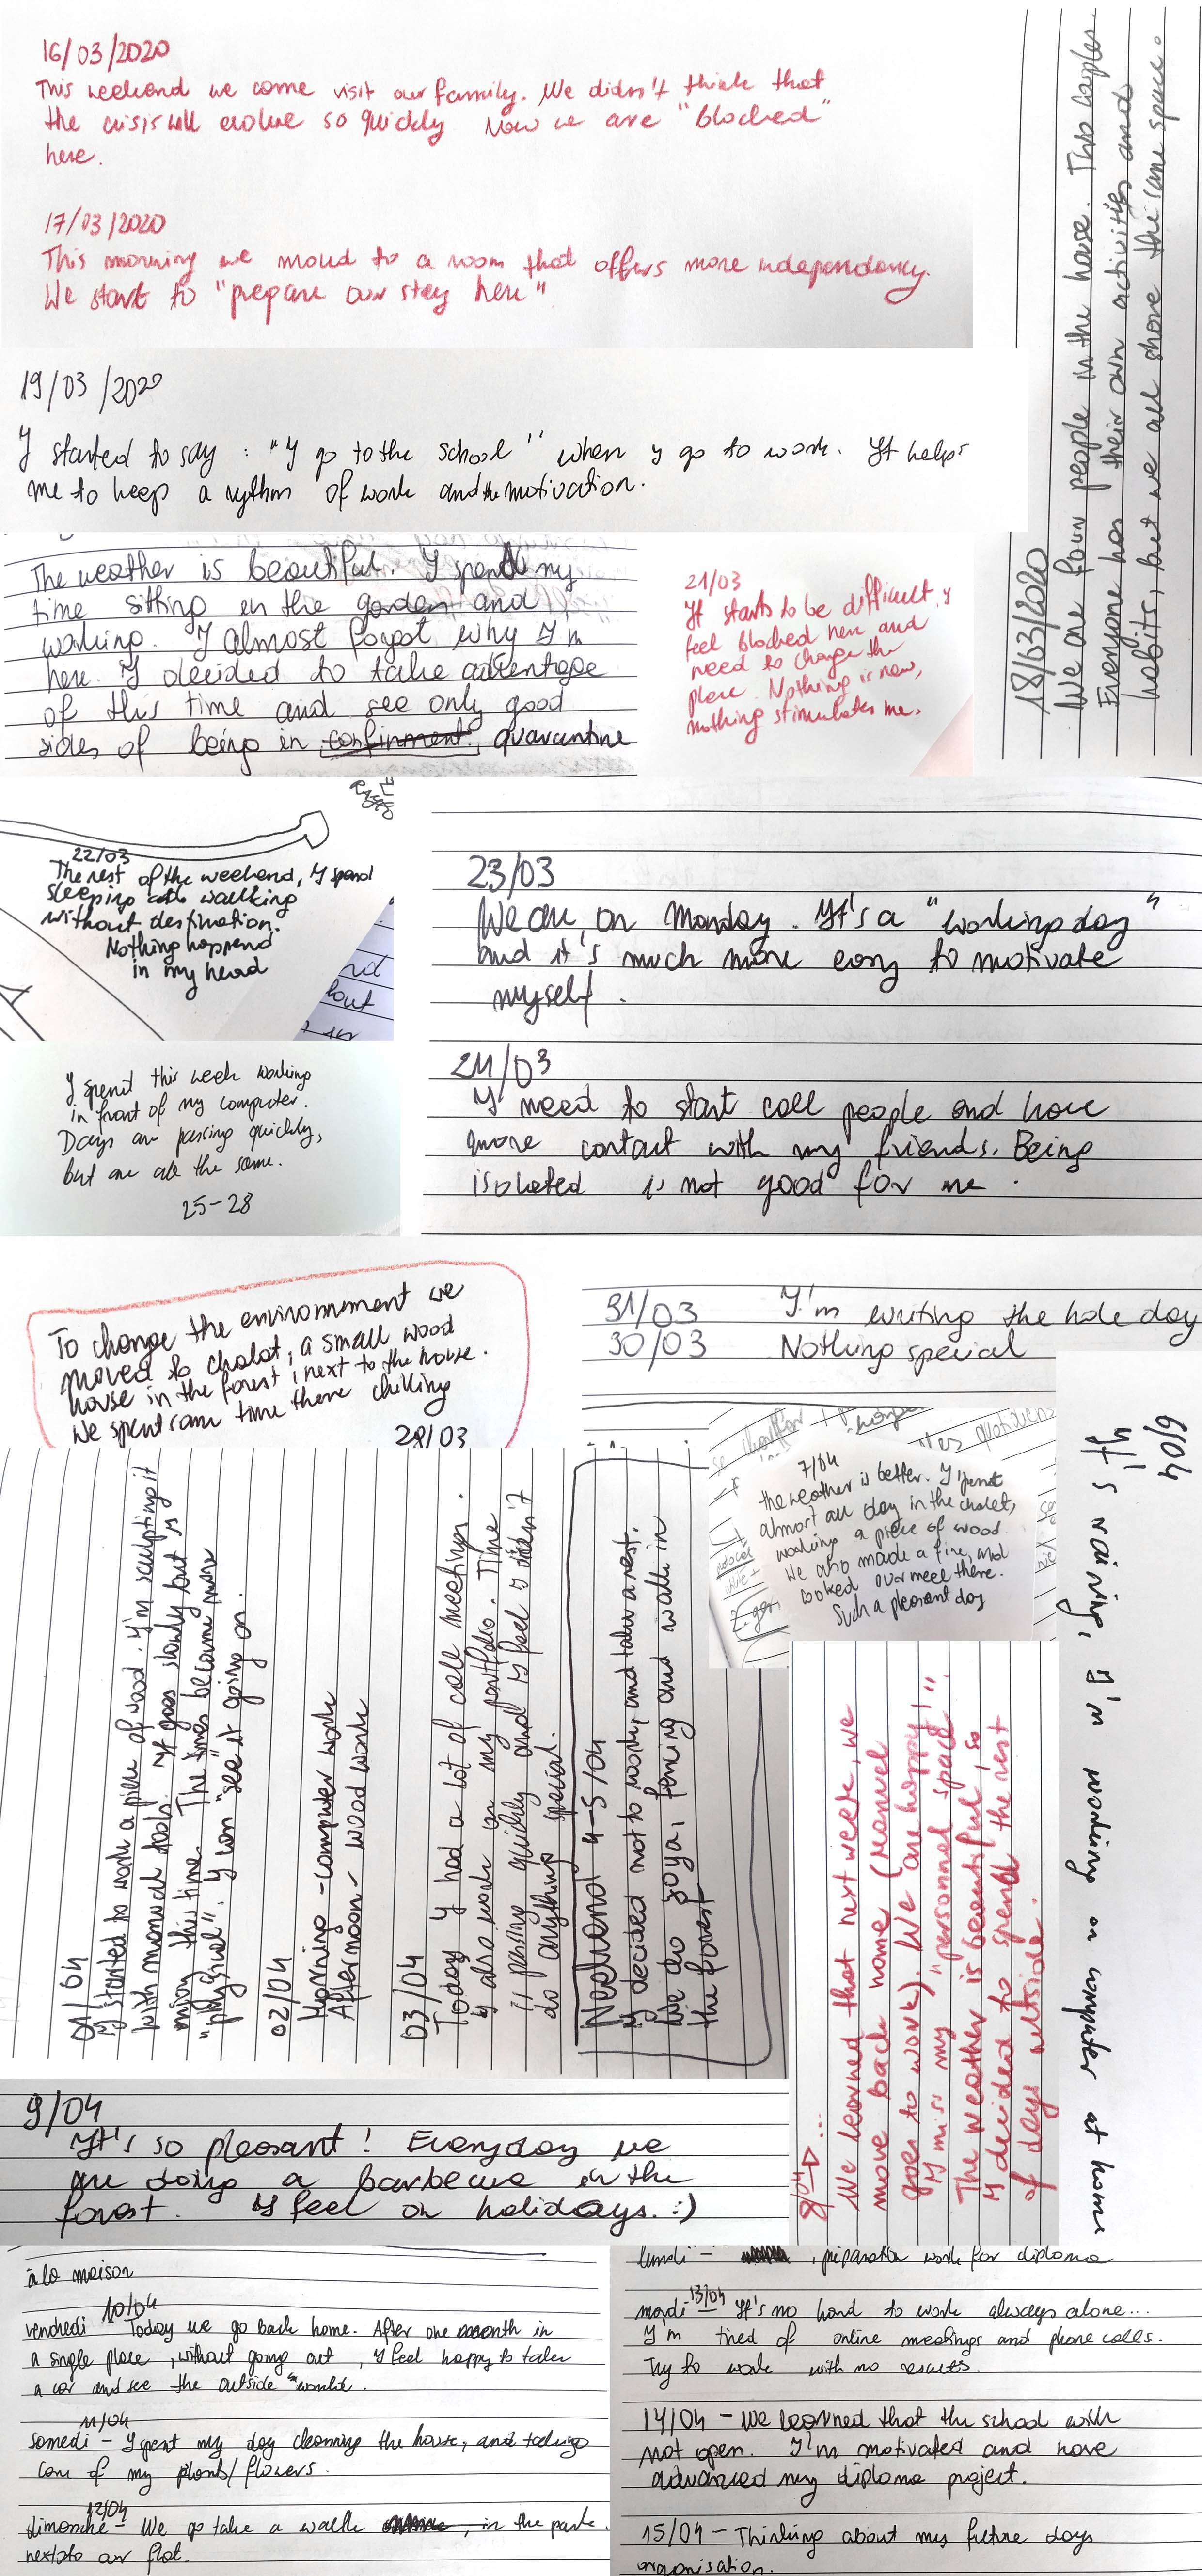 16/03/2020
This weekend we come visit our family. We didn't think that
the crisis will evolve so quickly Now we are "blocked"
here.
17/03/2020
This morning we moved to a room that offers more independancy.
We start to "prepare our stay here"
18/03/2020
We are four people in the house. This couples
Everyone has their own activities and
habits, but we all share the same space.
19/03/2020
I started to say : "I go to the school" when I go to work. It helps
me to keep a rythm of work and the motivation.
The weather is beautiful. I spend my
time sitting in the garden and
working. I almost forgot why I'm
here. I decided to take adventage
of this time and see only good
sides of being in confinment quarantine
21/03
It starts to be difficult, I
feel blocked here and
need to change the
place. Nothing is new,
nothing stimulates me.
22/03
The rest of the weekend, I spend
sleeping and walking
without destination.
Nothing happend
in my head
nd
out
23/03
We are on Monday. It's a "working day"
and it's much more easy to motivate
myself.
24/03
I need to start call people and have
more contact with my friends. Being
isolated is not good for me.
I spend this week working
in front of my computer.
Days are passing quickly,
but are all the same.
25-28
To change the environnement we
moved to chalat, a small wood
house in the forest, next to the house.
We spent some time there chilling
29/03
31/03 I'm writing the hole day
30/03 Nothing special
01/04
I started to work a piece of wood. I'm sculpting it
with manuel tools. It goes slowly but I
enjoy this time. The times became more
"physical". I can "see it going on.
02/04
Morning - computer work
Afternoon - wood work
03/04
Today I had a lot of call meetings.
I also work on my portfolio. Time
is passing quickly and I feel I didn't
do anything special.
Weekend 4-5/04
I decided not to work, and take a rest.
We do yoga, fencing and walk in
the forest
6/04
It's raining, I'm working on computer at home
7/04
the weather is better. I spend
almost all day in the chalet,
working a piece of wood.
We also made a fire, and
cooked our meel there.
Such a pleasent day
8/04 → ...
We learned that next week, we
move back home (Manuel
goes to work). We are happy!
I miss my "personnel space".
The weather is beautiful, so
I decided to spend the rest
of days outside.
9/04
It's so pleasant! Everyday we
are doing a barbecue in the
forest. I feel on holidays. :)
à la maison
vendredi 10/04 Today we go back home. After one month in
a single place, without going out, I feel happy to take
a car and see the outside "world".
11/04
samedi - I spent my day cleaning the house, and taking
care of my plants/flowers.
12/04
dimanche - We go take a walk in the park
next to our flat.
lundi - , préparation work for diploma
mardi 13/04 - It's no hard to work always alone...
I'm tired of online meetings and phone calls.
Try to work with no results.
14/04 - We learned that the school will
not open. I'm motivated and have
advanced my diploma project.
15/04 - Thinking about my future days
organisation.